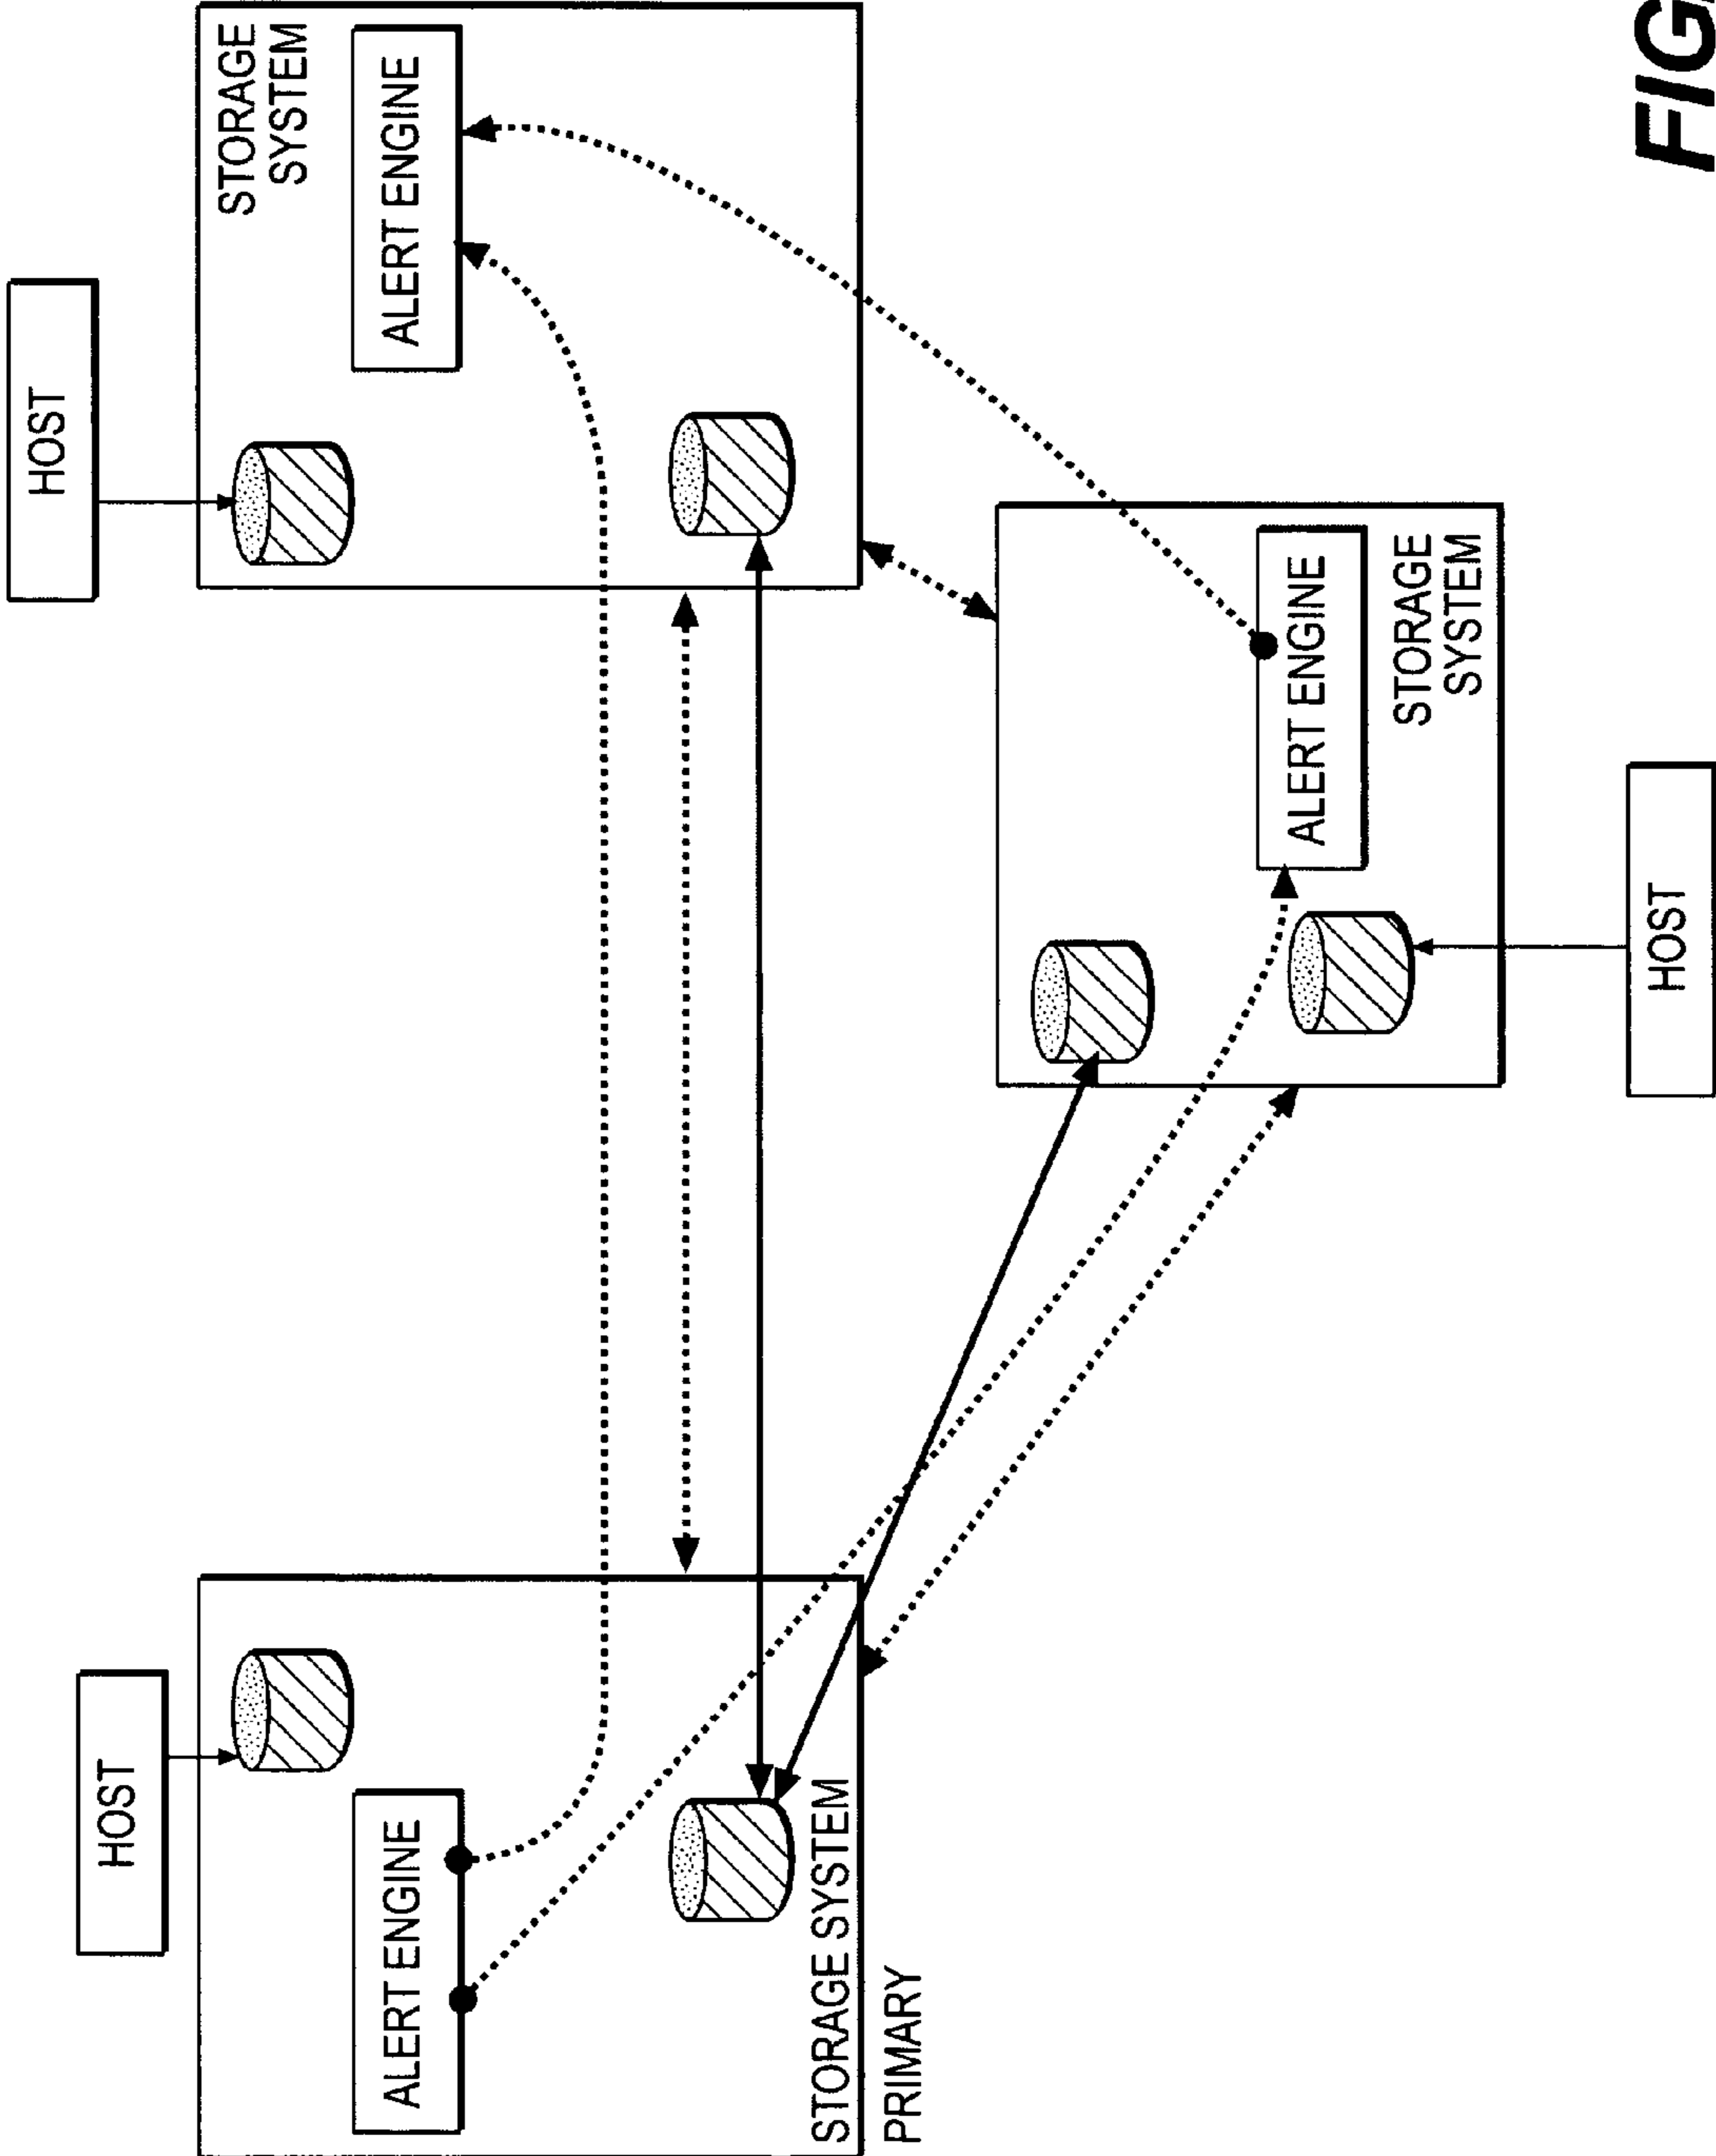 HOST
HOST
STORAGE
SYSTEM
ALERT ENGINE
ALERT ENGINE
STORAGE SYSTEM
PRIMARY
ALERT ENGINE
STORAGE
SYSTEM
HOST
FIG.